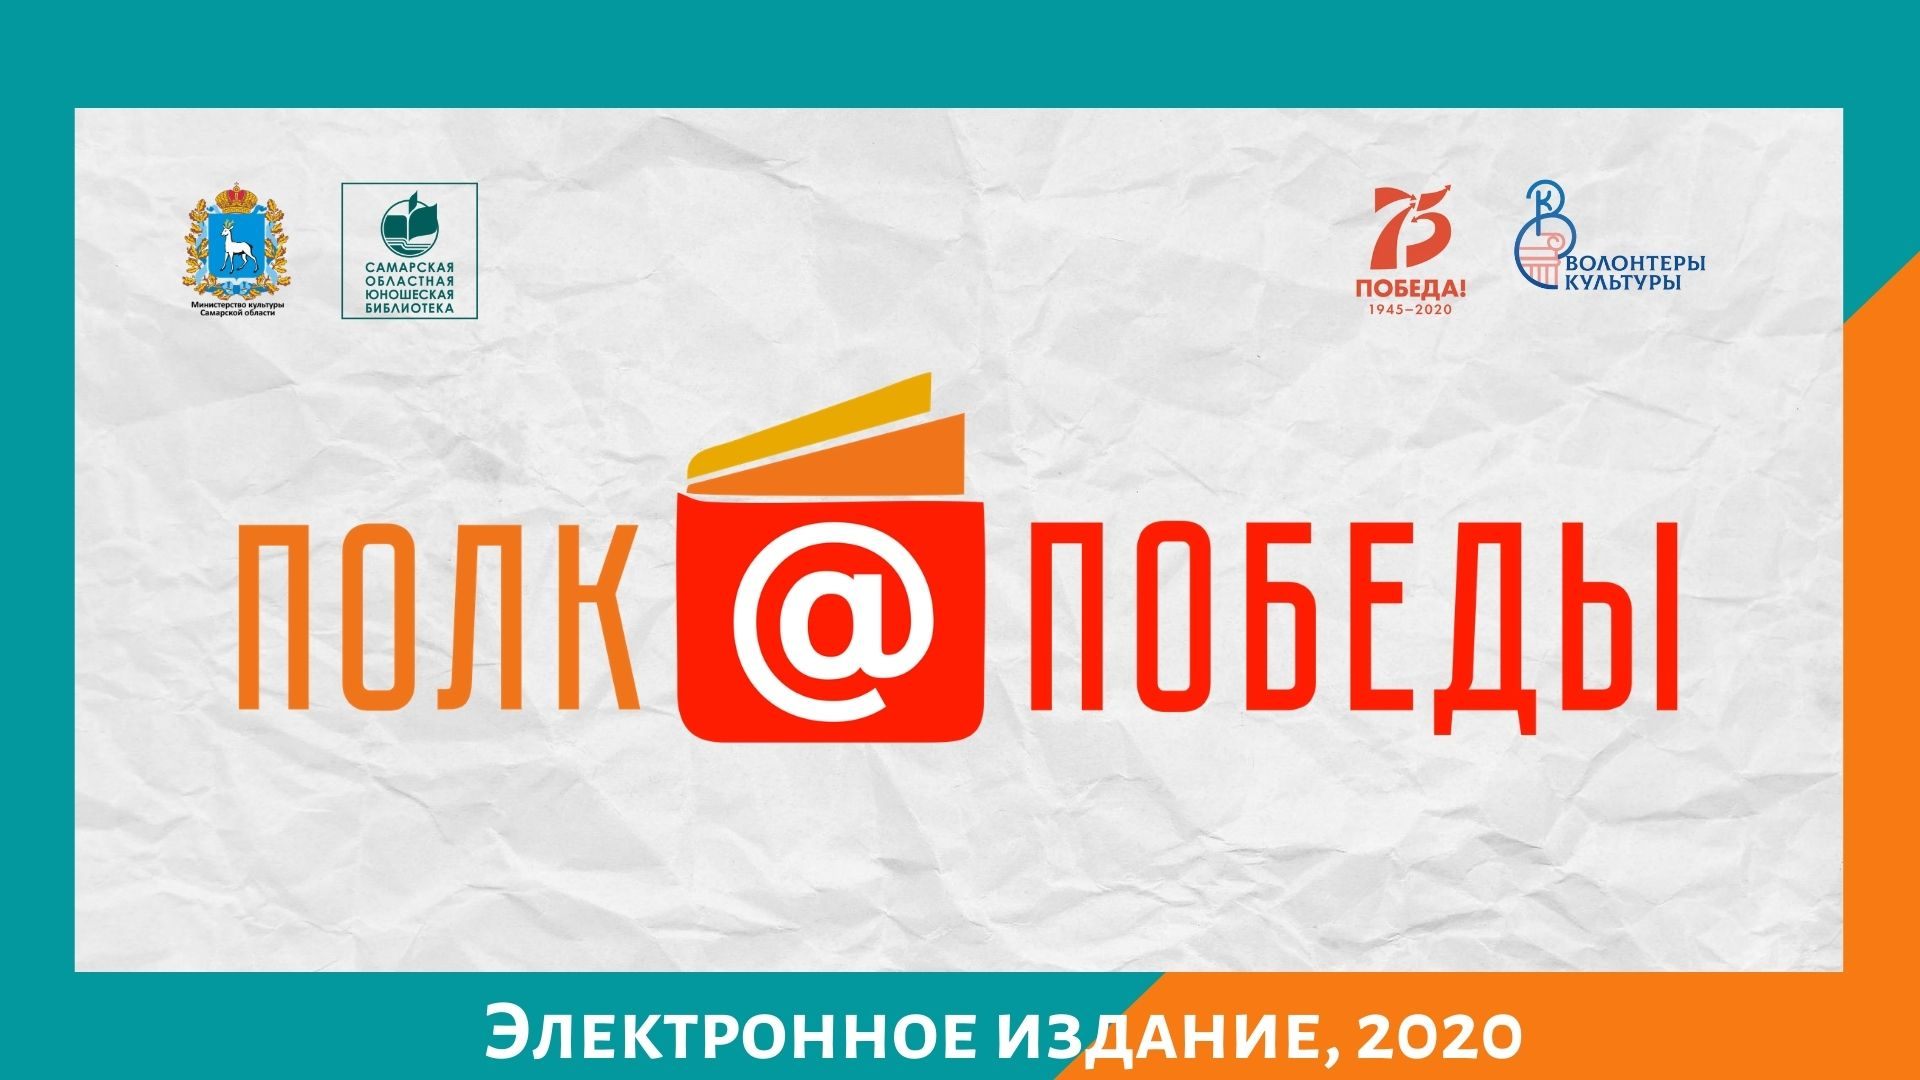 Министерство культуры
Самарской области
САМАРСКАЯ
ОБЛАСТНАЯ
ЮНОШЕСКАЯ
БИБЛИОТЕКА
75
ПОБЕДА!
1945–2020
ВК
ВОЛОНТЕРЫ
КУЛЬТУРЫ
ПОЛК@ПОБЕДЫ
Электронное издание, 2020